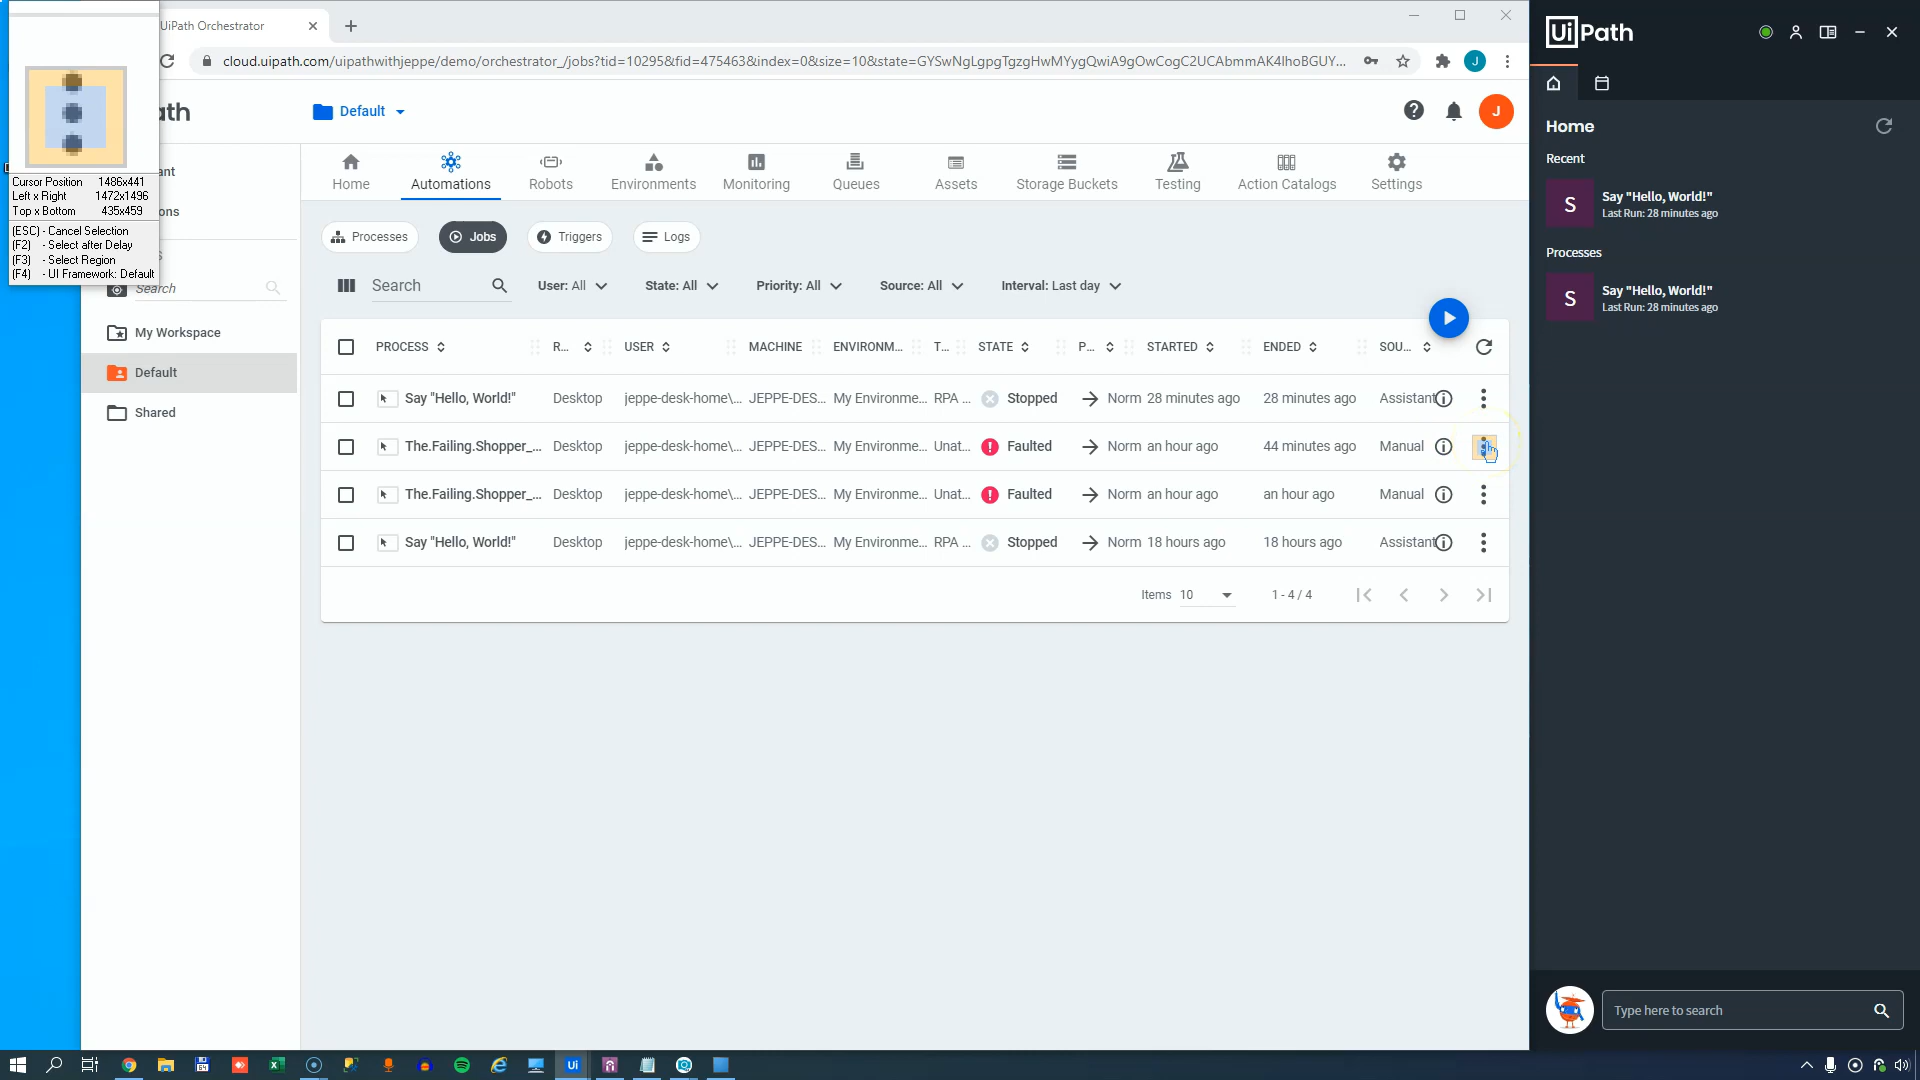 UiPath Orchestrator
cloud.uipath.com/uipathwithjeppe/demo/orchestrator_/jobs?tid=10295&fid=475463&index=0&size=10&state=
J
Default
J
Cursor Position 1486x441
Left x Right 1472x1496
Top x Bottom 435x459
(ESC) - Cancel Selection
(F2) - Select after Delay
(F3) - Select Region
(F4) - UI Framework: Default
Search
My Workspace
Default
Shared
Home
Automations
Robots
Environments
Monitoring
Queues
Assets
Storage Buckets
Testing
Action Catalogs
Settings
Processes
Jobs
Triggers
Logs
Search
User: All
State: All
Priority: All
Source: All
Interval: Last day
PROCESS R... USER MACHINE ENVIRONM... T... STATE P... STARTED ENDED SOU...
Say "Hello, World!" Desktop jeppe-desk-home\... JEPPE-DES... My Environme... RPA ... Stopped Norm 28 minutes ago 28 minutes ago Assistant
The.Failing.Shopper_... Desktop jeppe-desk-home\... JEPPE-DES... My Environme... Unat... Faulted Norm an hour ago 44 minutes ago Manual
The.Failing.Shopper_... Desktop jeppe-desk-home\... JEPPE-DES... My Environme... Unat... Faulted Norm an hour ago an hour ago Manual
Say "Hello, World!" Desktop jeppe-desk-home\... JEPPE-DES... My Environme... RPA ... Stopped Norm 18 hours ago 18 hours ago Assistant
Items 10 1 - 4 / 4
UiPath
Home
Recent
S
Say "Hello, World!"
Last Run: 28 minutes ago
Processes
S
Say "Hello, World!"
Last Run: 28 minutes ago
Type here to search
Ui